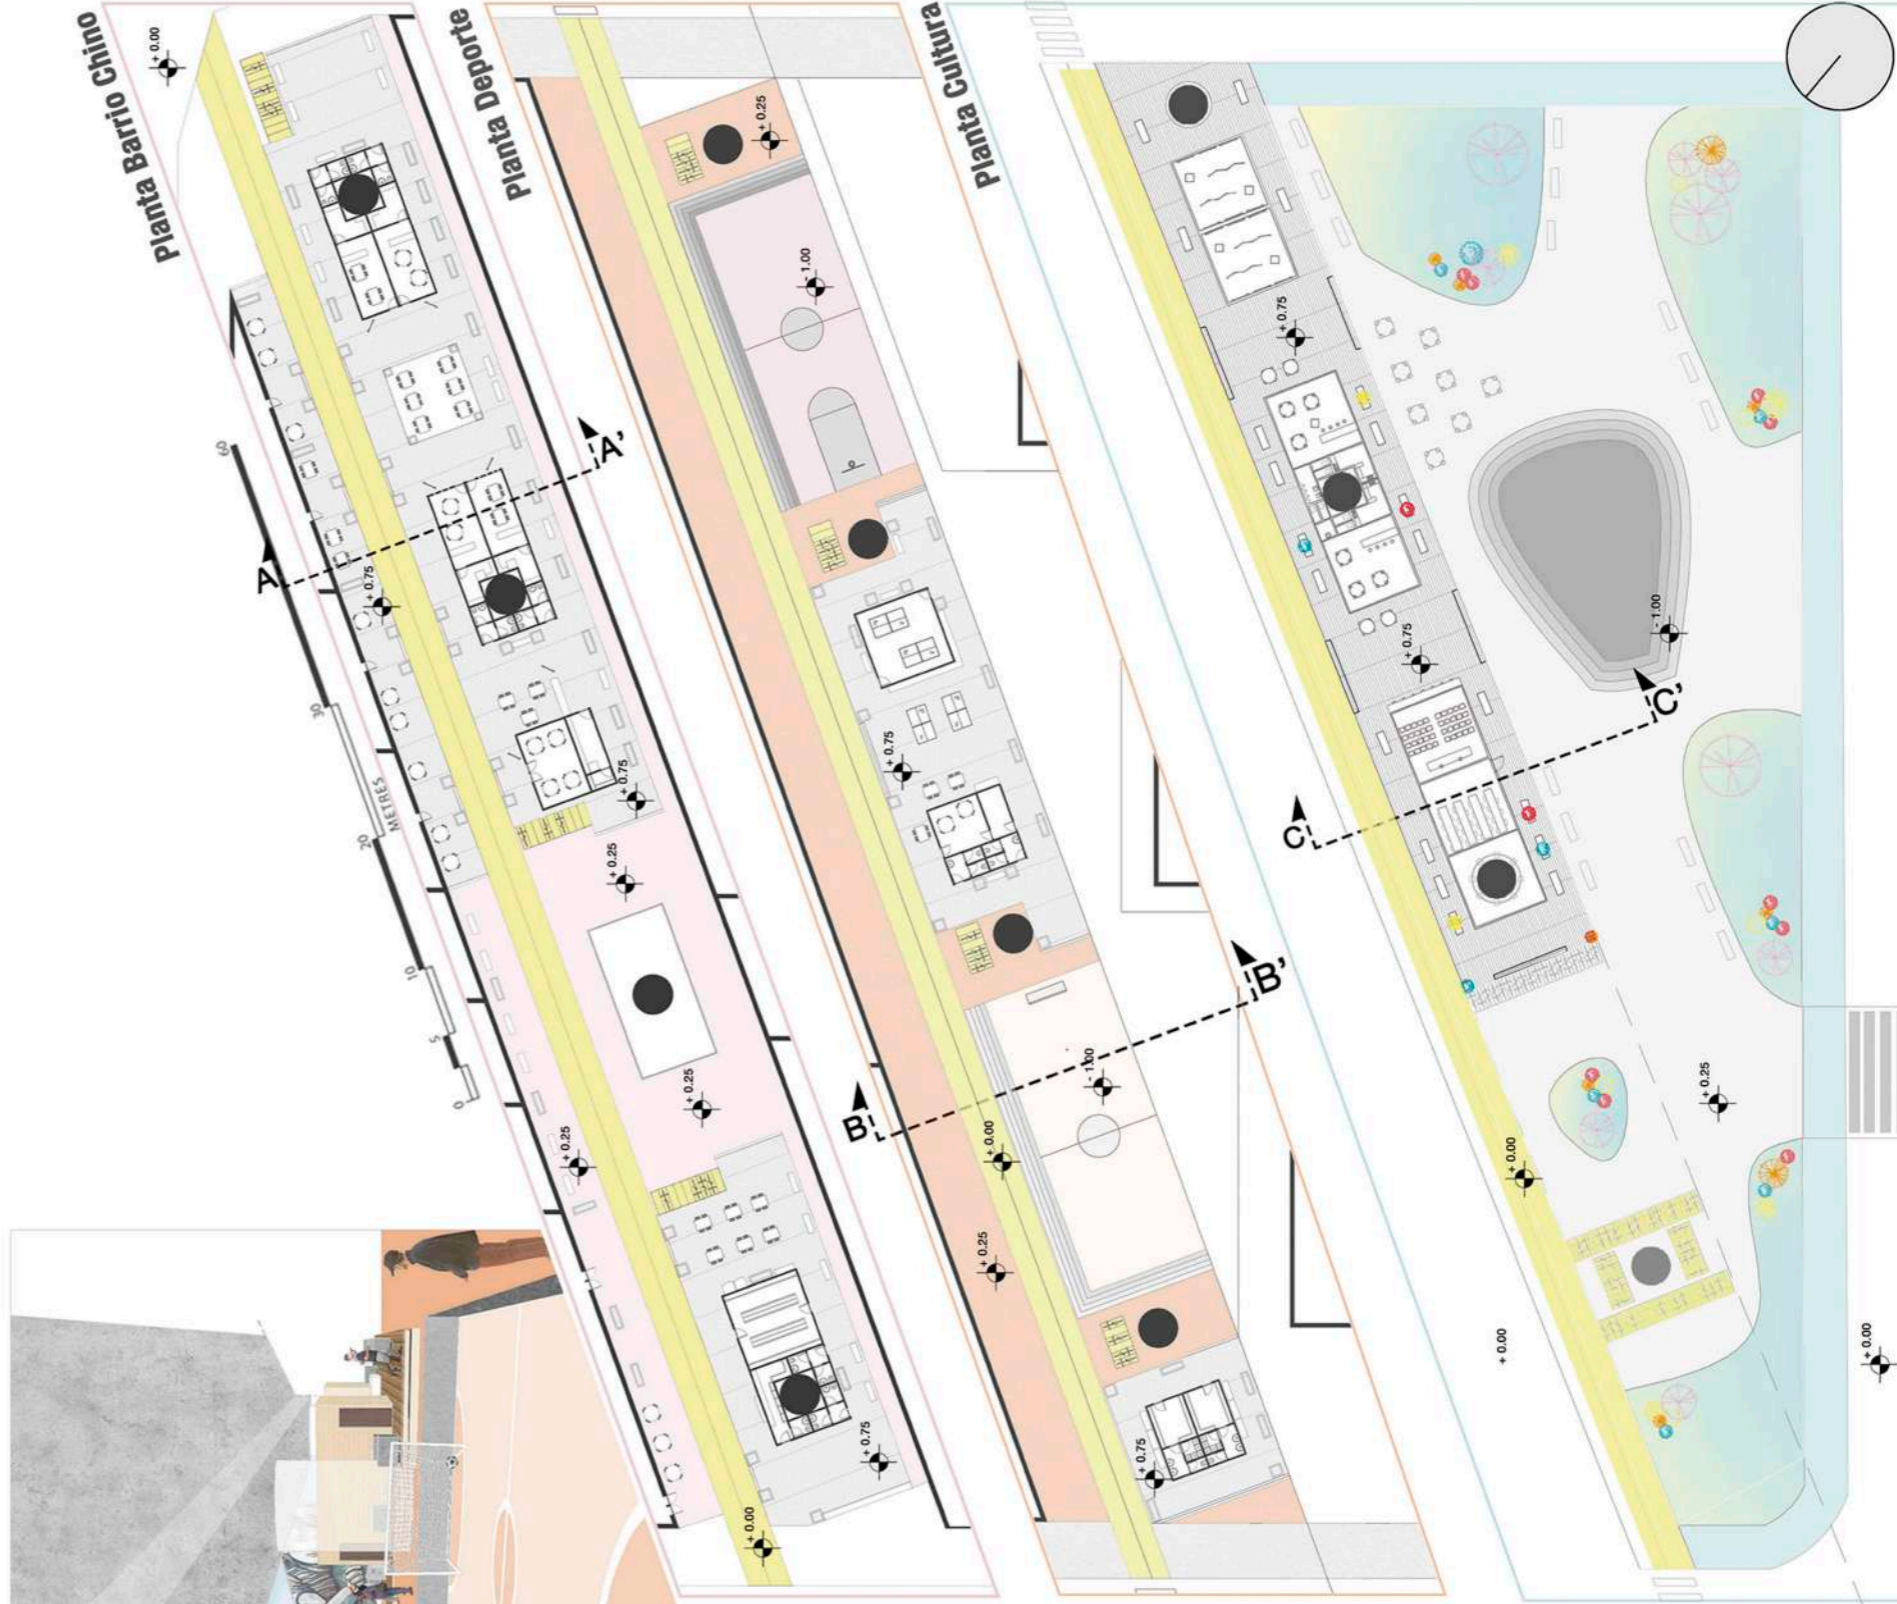 Planta Barrio Chino
+ 0.00
+ 0.75
+ 0.75
+ 0.25
+ 0.25
+ 0.25
+ 0.75
+ 0.00
A
A'
60
30
20
10
5
0
METRES
Planta Deporte
+ 0.25
- 1.00
+ 0.75
- 1.00
+ 0.00
+ 0.25
+ 0.75
B
B'
Planta Cultura
+ 0.75
+ 0.75
- 1.00
C
C'
+ 0.25
+ 0.00
+ 0.00
+ 0.00